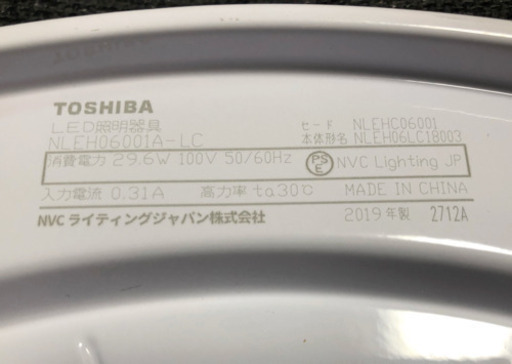 TOSHIBA
LED照明器具
NLEH06001A-LC
セード NLEHC06001
本体形名 NLEH06LC18003
消費電力 29.6W 100V 50/60Hz
PSE NVC Lighting JP
入力電流 0.31A 高力率 ta30℃ MADE IN CHINA
NVCライティングジャパン株式会社 2019年製 2712A